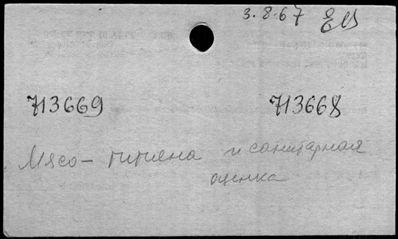 3.8.67
713669 713668
Мясо – гигиена и санитарная
оценка